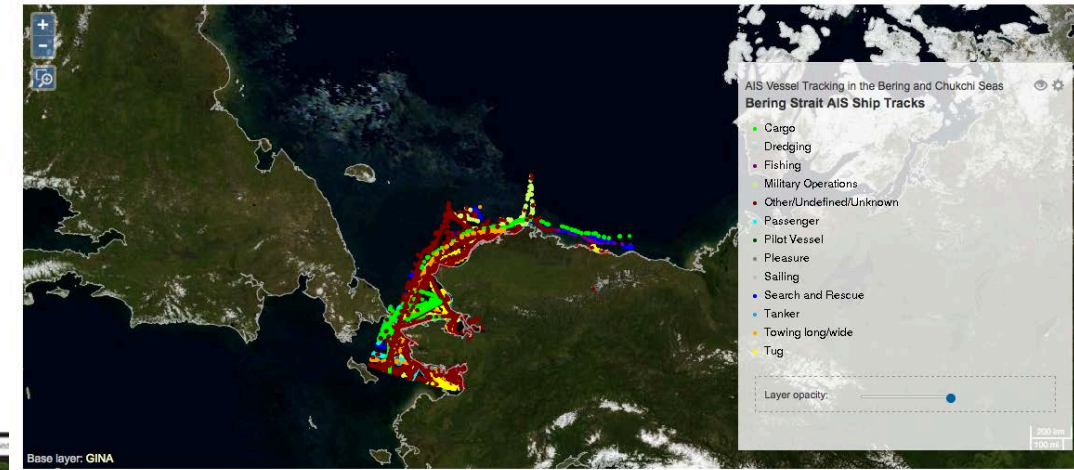 +
−
AIS Vessel Tracking in the Bering and Chukchi Seas
Bering Strait AIS Ship Tracks
Cargo
Dredging
Fishing
Military Operations
Other/Undefined/Unknown
Passenger
Pilot Vessel
Pleasure
Sailing
Search and Rescue
Tanker
Towing long/wide
Tug
Layer opacity:
200 km
100 mi
Base layer: GINA